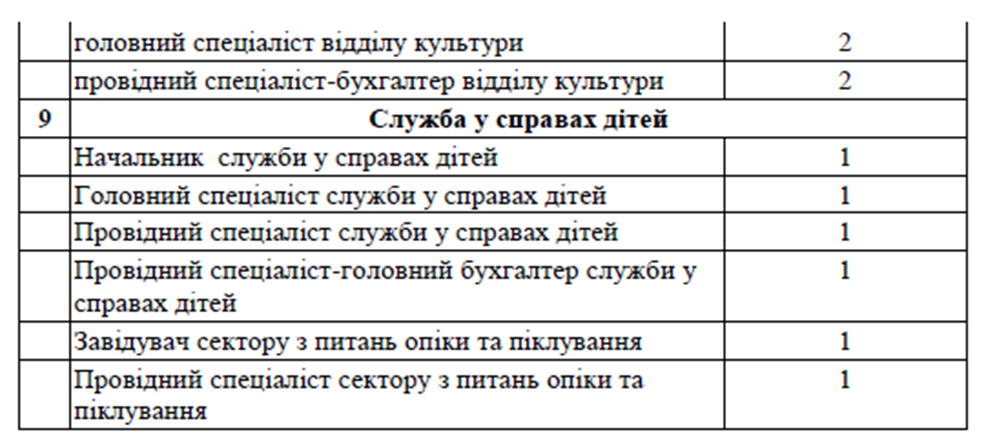 головний спеціаліст відділу культури 2
провідний спеціаліст-бухгалтер відділу культури 2
9 Служба у справах дітей
Начальник служби у справах дітей 1
Головний спеціаліст служби у справах дітей 1
Провідний спеціаліст служби у справах дітей 1
Провідний спеціаліст-головний бухгалтер служби у 1
справах дітей
Завідувач сектору з питань опіки та піклування 1
Провідний спеціаліст сектору з питань опіки та 1
піклування